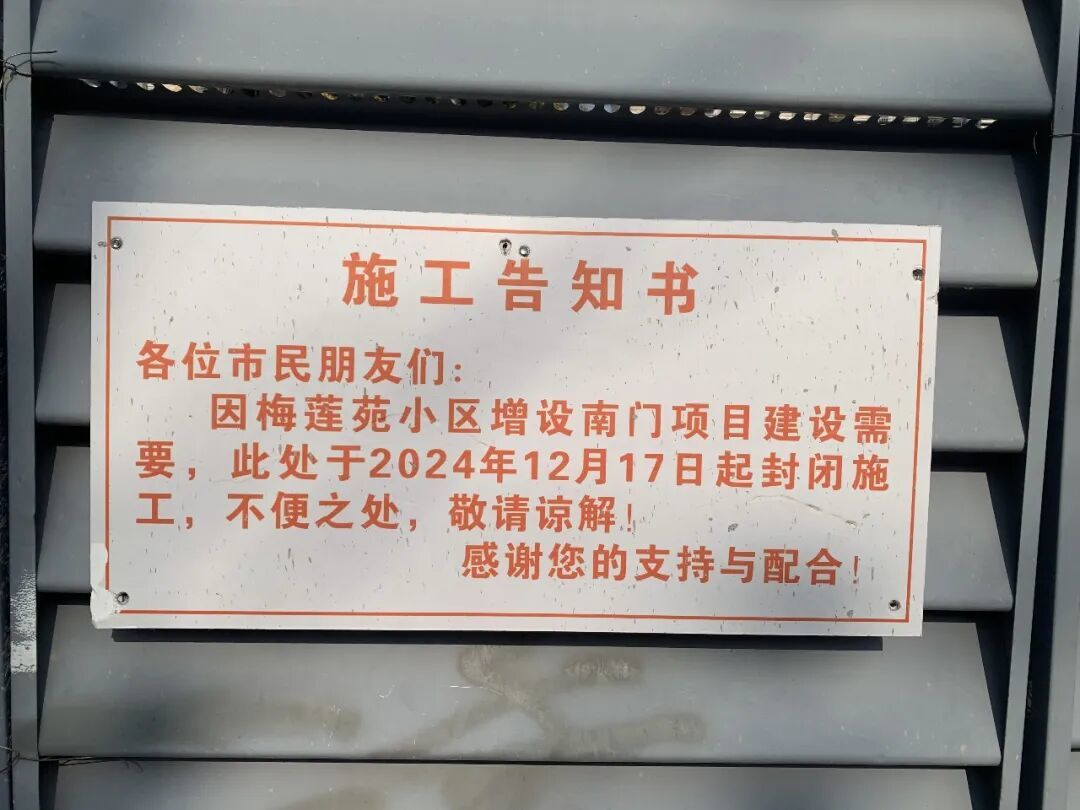 施工告知书
各位市民朋友们：
因梅莲苑小区增设南门项目建设需
要，此处于2024年12月17日起封闭施
工，不便之处，敬请谅解！
感谢您的支持与配合！